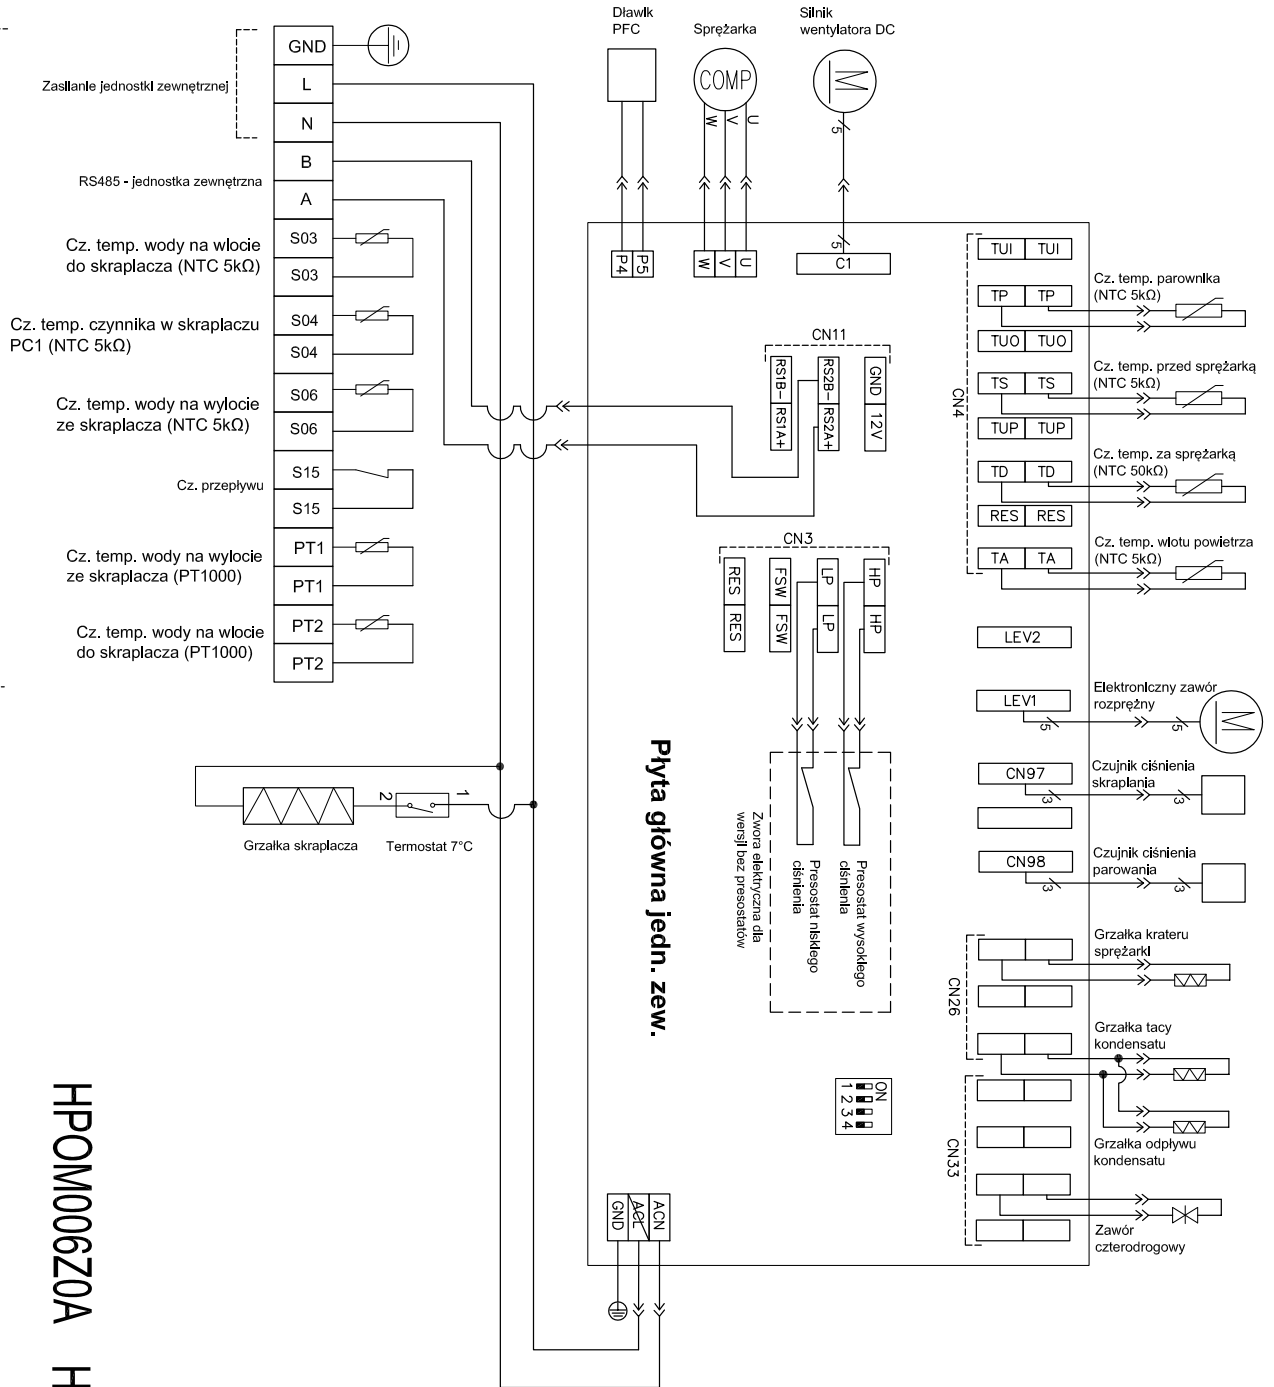 Zasilanie jednostki zewnętrznej
GND
L
N
RS485 - jednostka zewnętrzna
B
A
Cz. temp. wody na wlocie
do skraplacza (NTC 5kΩ)
S03
S03
Cz. temp. czynnika w skraplaczu
PC1 (NTC 5kΩ)
S04
S04
Cz. temp. wody na wylocie
ze skraplacza (NTC 5kΩ)
S06
S06
Cz. przepływu
S15
S15
Cz. temp. wody na wylocie
ze skraplacza (PT1000)
PT1
PT1
Cz. temp. wody na wlocie
do skraplacza (PT1000)
PT2
PT2
2
1
Grzałka skraplacza
Termostat 7°C
Dławik
PFC
Sprężarka
COMP
Silnik
wentylatora DC
M
W
V
U
5
P4
P5
W
V
U
5
C1
CN11
RS1B-
RS1A+
RS2B-
RS2A+
GND
12V
CN3
RES
RES
FSW
FSW
LP
LP
HP
HP
Presostat wysokiego
ciśnienia
Presostat niskiego
ciśnienia
Zwora elektryczna dla
wersji bez presostatów
Płyta główna jedn. zew.
ON
1 2 3 4
GND
ACL
ACN
CN4
TUI TUI
TP TP
Cz. temp. parownika
(NTC 5kΩ)
TUO TUO
TS TS
Cz. temp. przed sprężarką
(NTC 5kΩ)
TUP TUP
TD TD
Cz. temp. za sprężarką
(NTC 50kΩ)
RES RES
TA TA
Cz. temp. wlotu powietrza
(NTC 5kΩ)
LEV2
LEV1
5
5
Elektroniczny zawór
rozprężny
M
CN97
3
3
Czujnik ciśnienia
skraplania
CN98
3
3
Czujnik ciśnienia
parowania
CN26
Grzałka krateru
sprężarki
Grzałka tacy
kondensatu
CN33
Grzałka odpływu
kondensatu
Zawór
czterodrogowy
HPOM006Z0A H